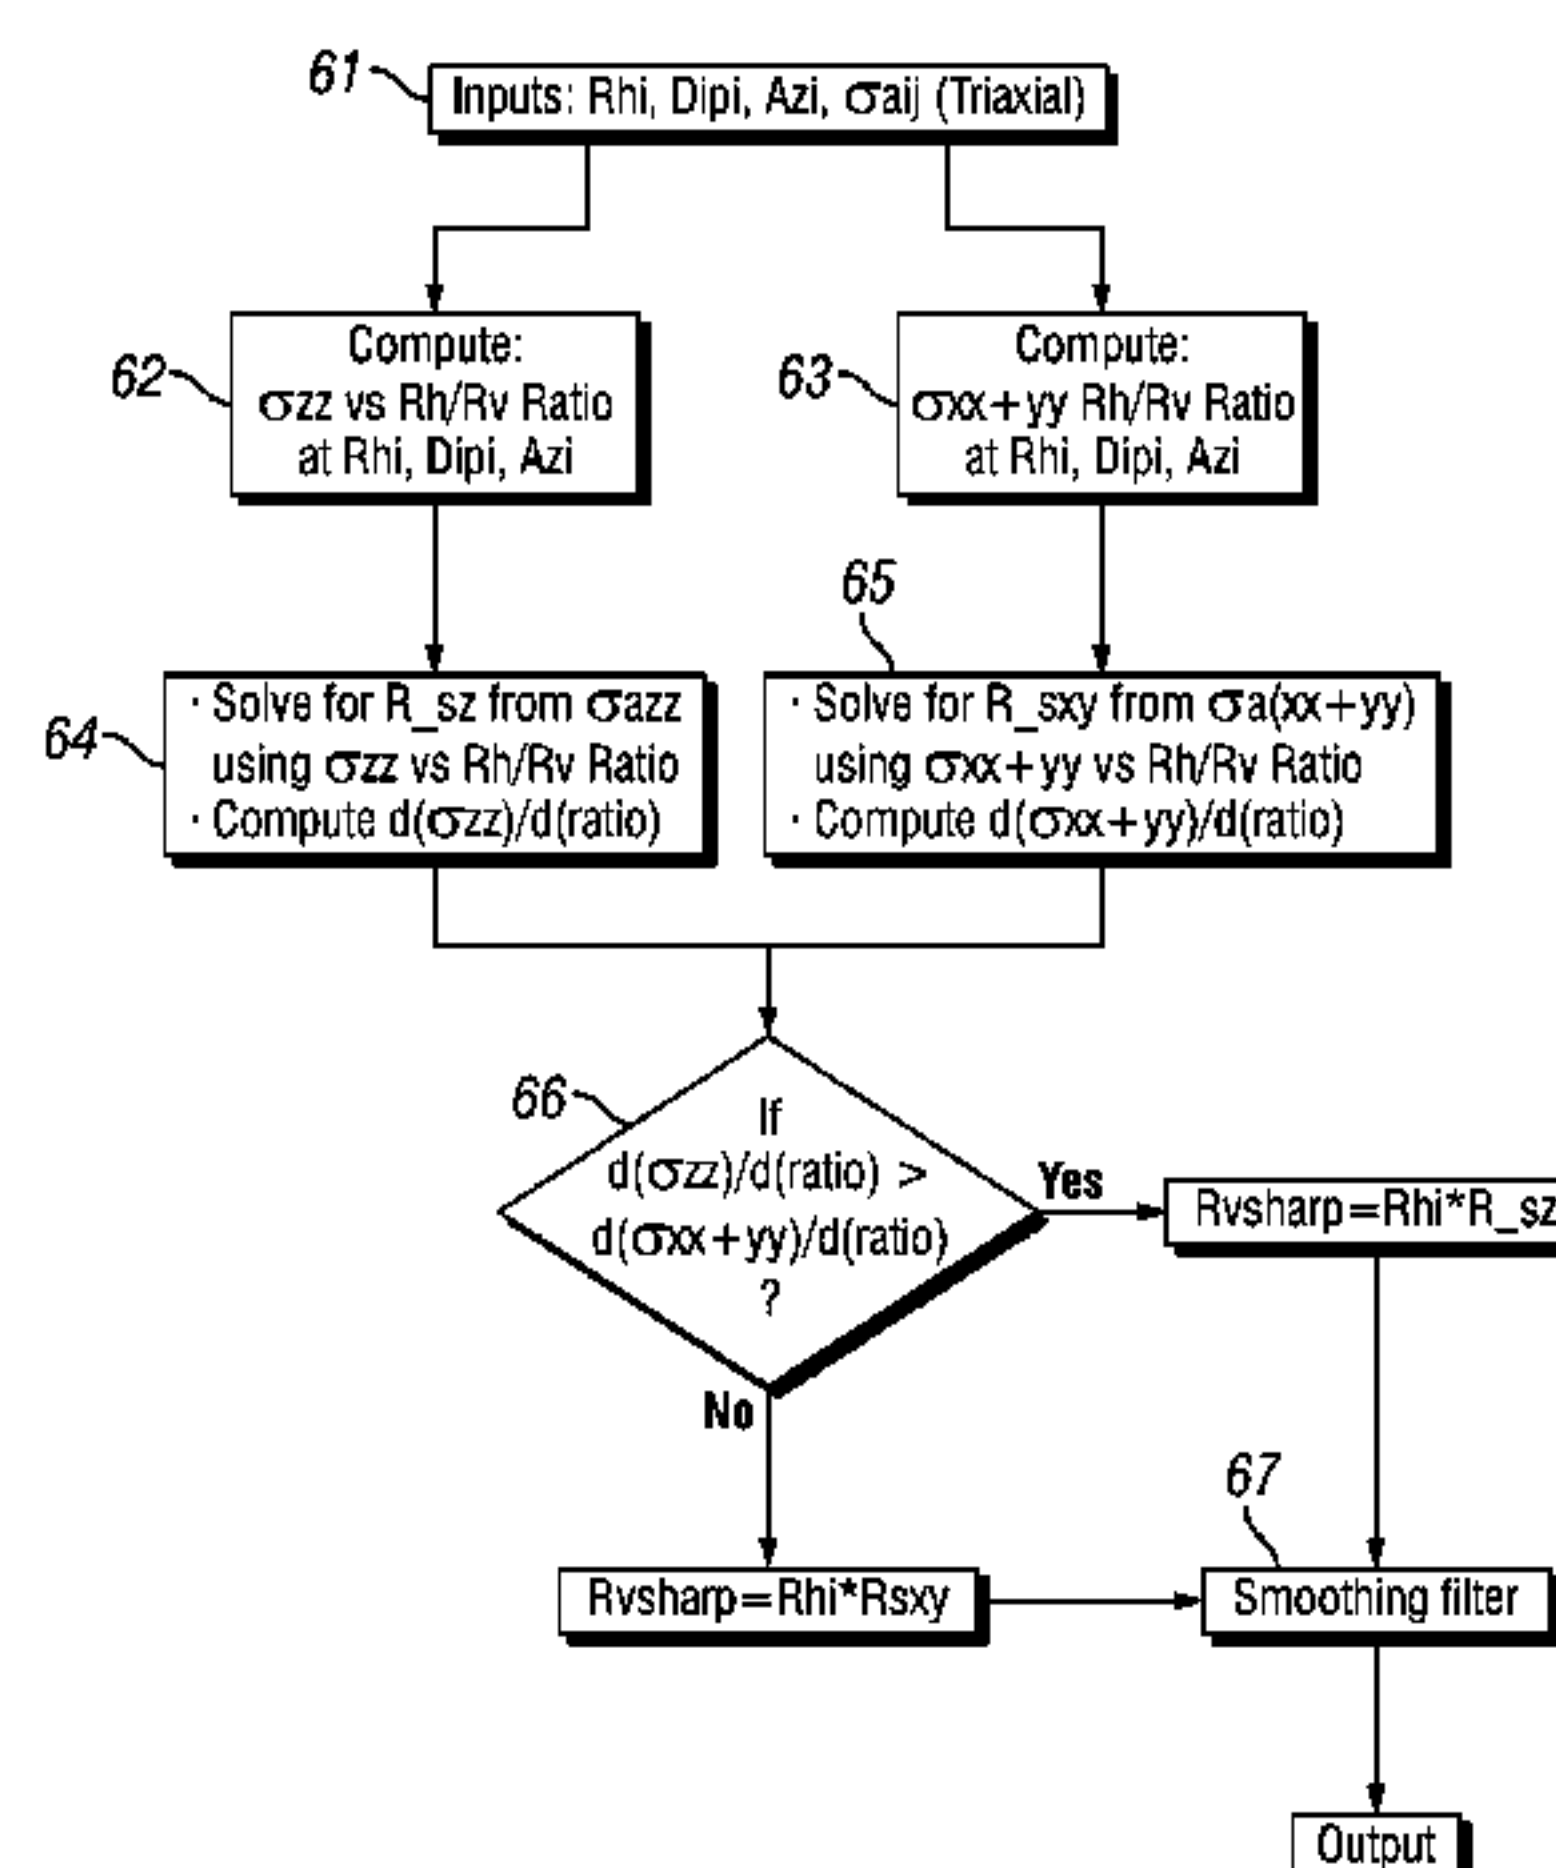 61
Inputs: Rhi, Dipi, Azi, σaij (Triaxial)
62
Compute:
σzz vs Rh/Rv Ratio
at Rhi, Dipi, Azi
63
Compute:
σxx+yy Rh/Rv Ratio
at Rhi, Dipi, Azi
64
· Solve for R_sz from σazz
using σzz vs Rh/Rv Ratio
· Compute d(σzz)/d(ratio)
65
· Solve for R_sxy from σa(xx+yy)
using σxx+yy vs Rh/Rv Ratio
· Compute d(σxx+yy)/d(ratio)
66
If
d(σzz)/d(ratio) >
d(σxx+yy)/d(ratio)
?
Yes
Rvsharp=Rhi*R_sz
No
Rvsharp=Rhi*Rsxy
67
Smoothing filter
Output